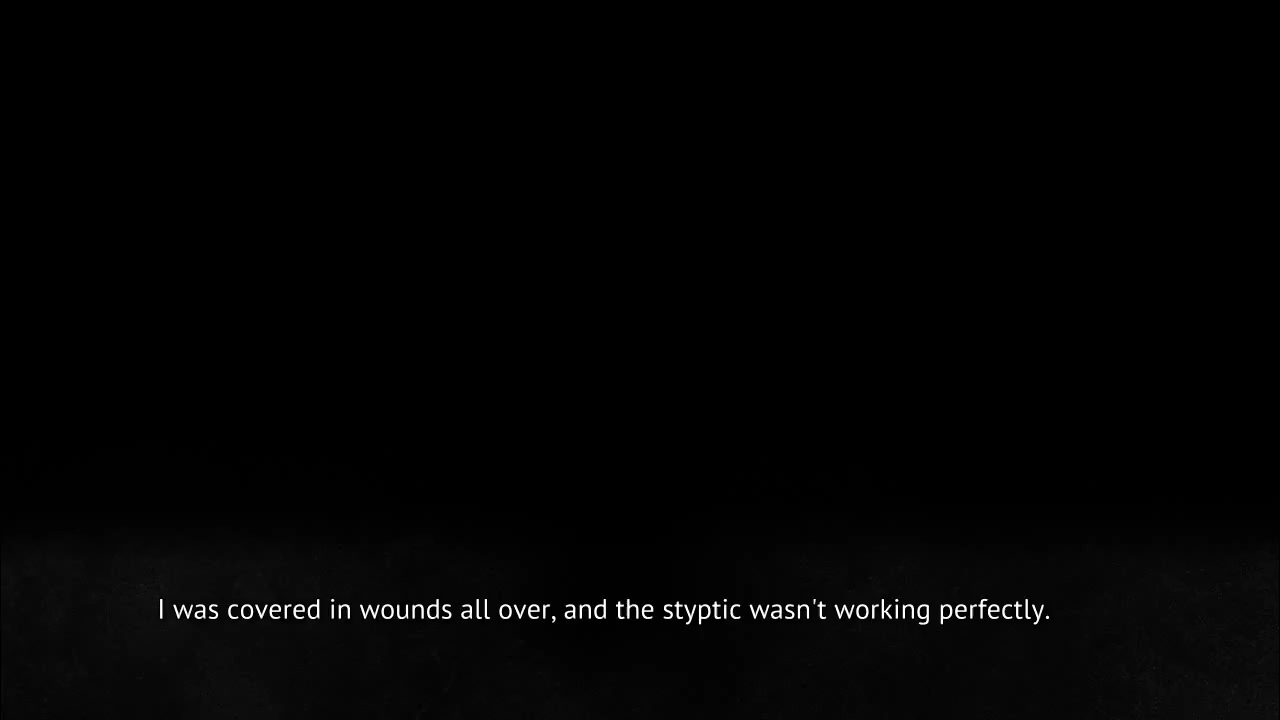 I was covered in wounds all over, and the styptic wasn't working perfectly.